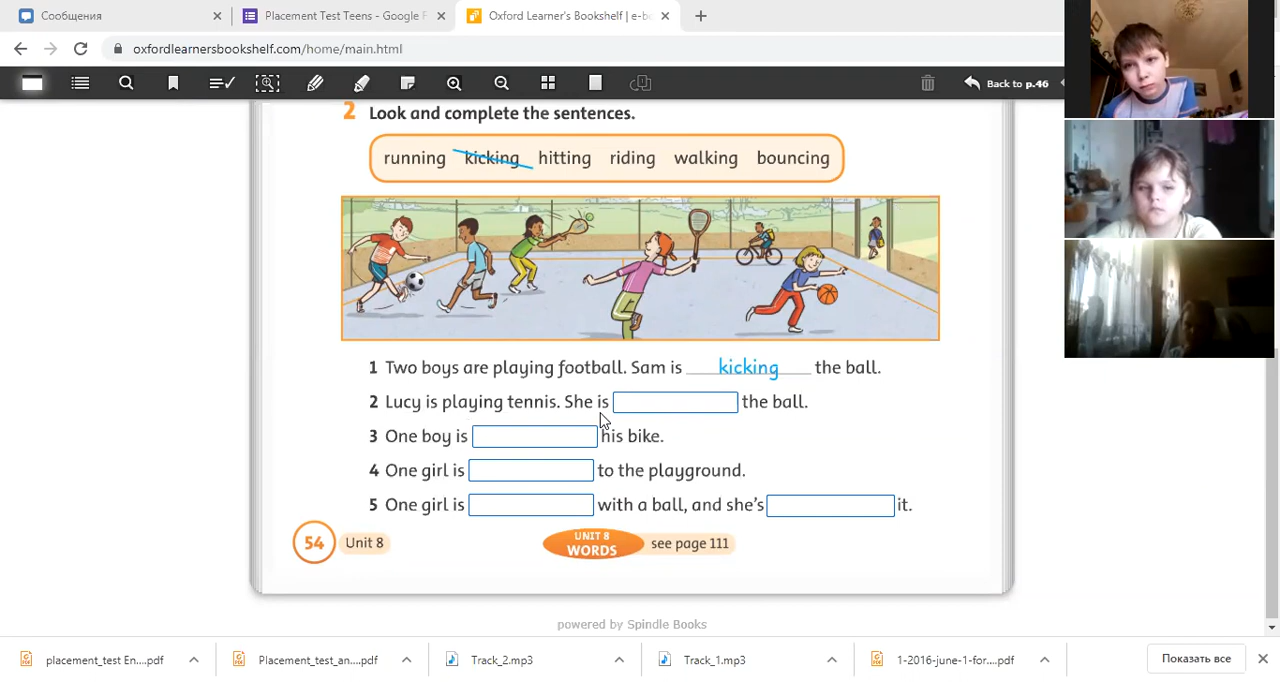 Сообщения
Placement Test Teens - Google F
Oxford Learner's Bookshelf | e-b
oxfordlearnersbookshelf.com/home/main.html
Back to p.46
2 Look and complete the sentences.
running kicking hitting riding walking bouncing
1 Two boys are playing football. Sam is kicking the ball.
2 Lucy is playing tennis. She is the ball.
3 One boy is his bike.
4 One girl is to the playground.
5 One girl is with a ball, and she's it.
54 Unit 8
UNIT 8
WORDS
see page 111
powered by Spindle Books
placement_test En....pdf
Placement_test_an....pdf
Track_2.mp3
Track_1.mp3
1-2016-june-1-for....pdf
Показать все